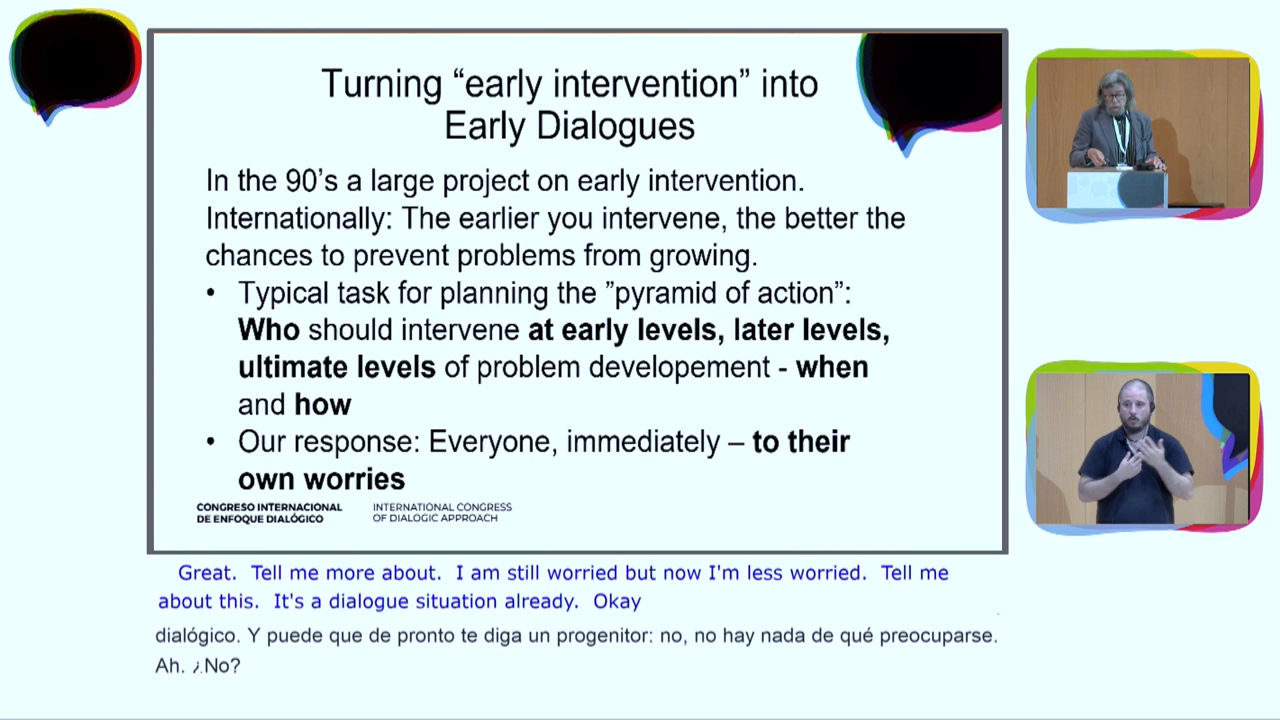 Turning “early intervention” into
Early Dialogues
In the 90’s a large project on early intervention.
Internationally: The earlier you intervene, the better the
chances to prevent problems from growing.
• Typical task for planning the ”pyramid of action”:
Who should intervene at early levels, later levels,
ultimate levels of problem developement - when
and how
• Our response: Everyone, immediately – to their
own worries
CONGRESO INTERNACIONAL
DE ENFOQUE DIALÓGICO
INTERNATIONAL CONGRESS
OF DIALOGIC APPROACH
Great. Tell me more about. I am still worried but now I'm less worried. Tell me
about this. It's a dialogue situation already. Okay
dialógico. Y puede que de pronto te diga un progenitor: no, no hay nada de qué preocuparse.
Ah. ¿No?